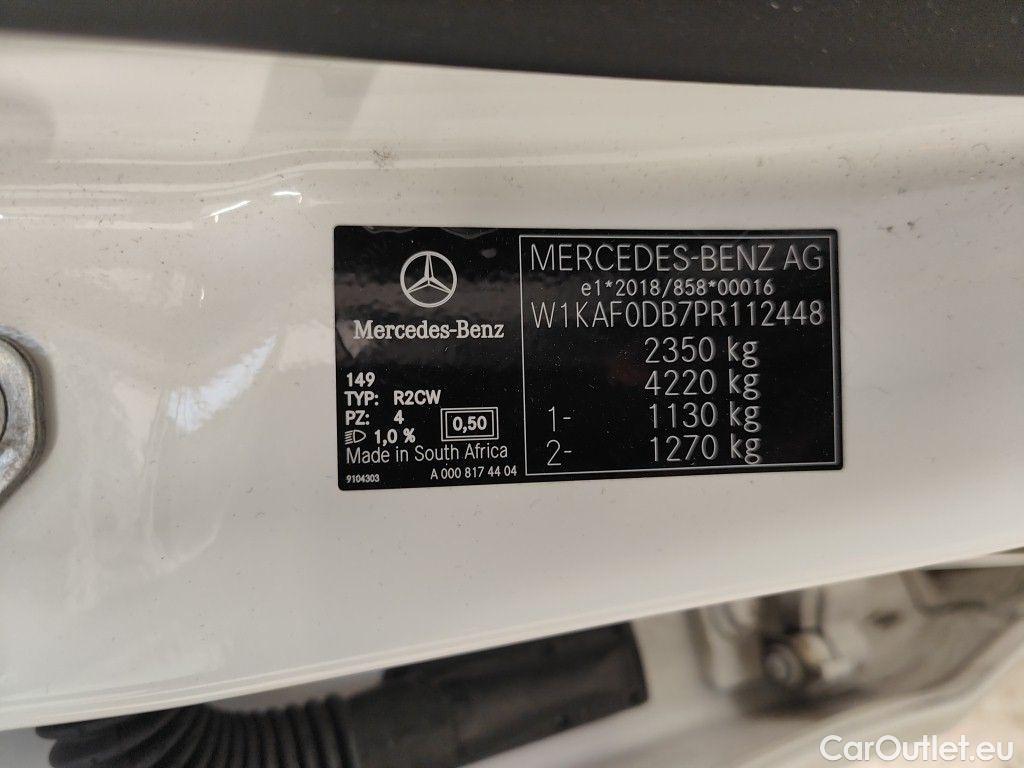 MERCEDES-BENZ AG
e1*2018/858*00016
W1KAF0DB7PR112448
2350 kg
4220 kg
1- 1130 kg
2- 1270 kg
Mercedes-Benz
149
TYP: R2CW
PZ: 4
0,50
1,0 %
Made in South Africa
9104303
A 000 817 44 04
CarOutlet.eu